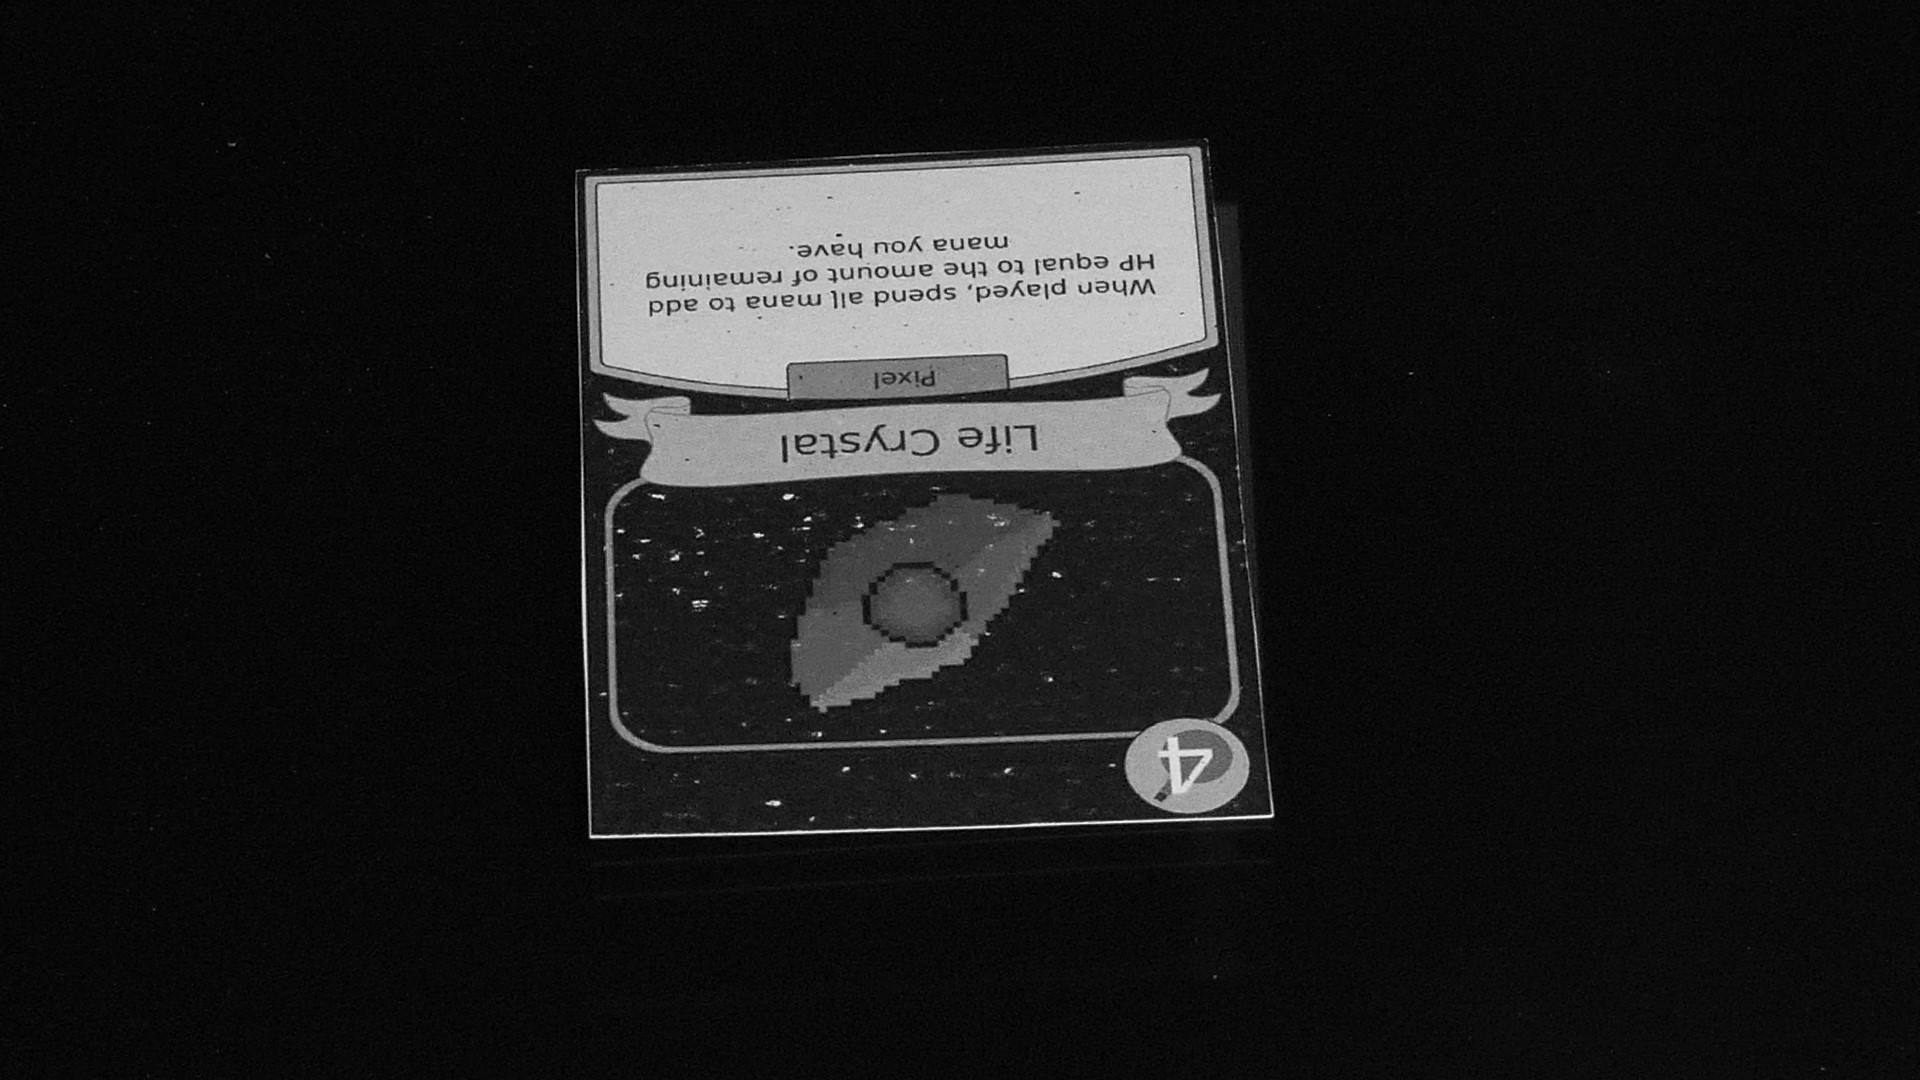 4
Life Crystal
Pixel
When played, spend all mana to add
HP equal to the amount of remaining
mana you have.